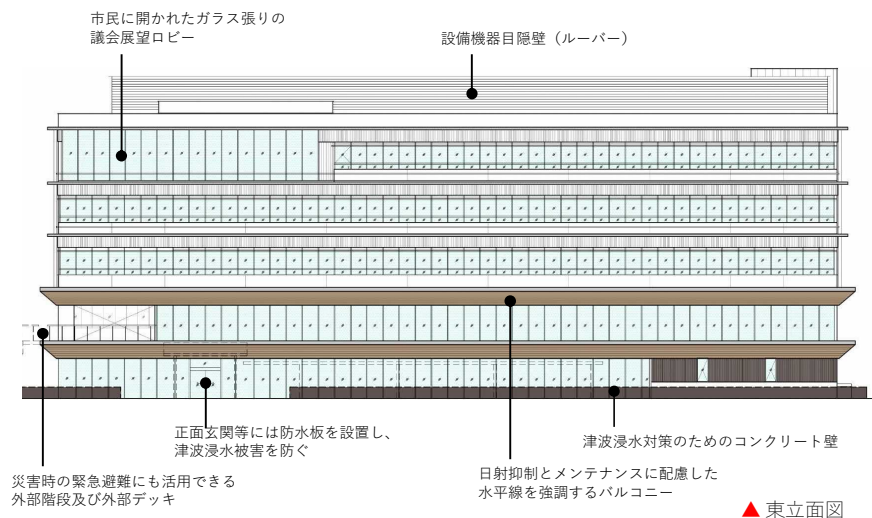 市民に開かれたガラス張りの
議会展望ロビー
設備機器目隠壁（ルーバー）
正面玄関等には防水板を設置し、
津波浸水被害を防ぐ
津波浸水対策のためのコンクリート壁
災害時の緊急避難にも活用できる
外部階段及び外部デッキ
日射抑制とメンテナンスに配慮した
水平線を強調するバルコニー
▲ 東立面図